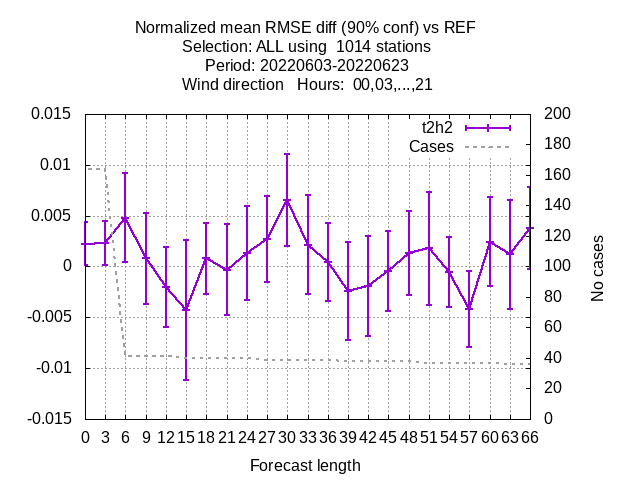 Normalized mean RMSE diff (90% conf) vs REF
Selection: ALL using  1014 stations
Period: 20220603-20220623
Wind direction   Hours:  00,03,...,21
0.015
0.01
0.005
0
-0.005
-0.01
-0.015
t2h2
Cases
200
180
160
140
120
100
80
60
40
20
0
No cases
0 3 6 9 12 15 18 21 24 27 30 33 36 39 42 45 48 51 54 57 60 63 66
Forecast length